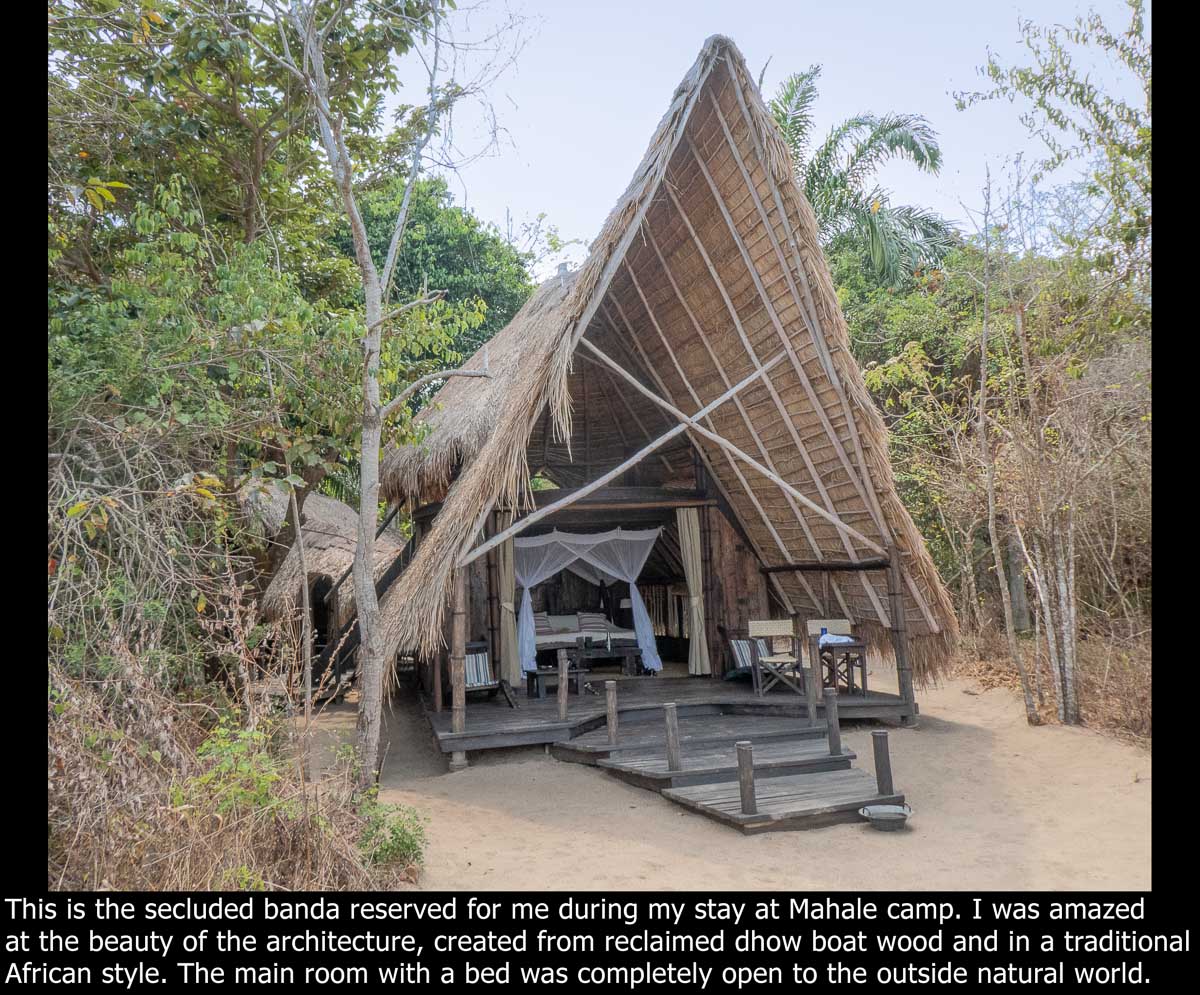 This is the secluded banda reserved for me during my stay at Mahale camp. I was amazed
at the beauty of the architecture, created from reclaimed dhow boat wood and in a traditional
African style. The main room with a bed was completely open to the outside natural world.